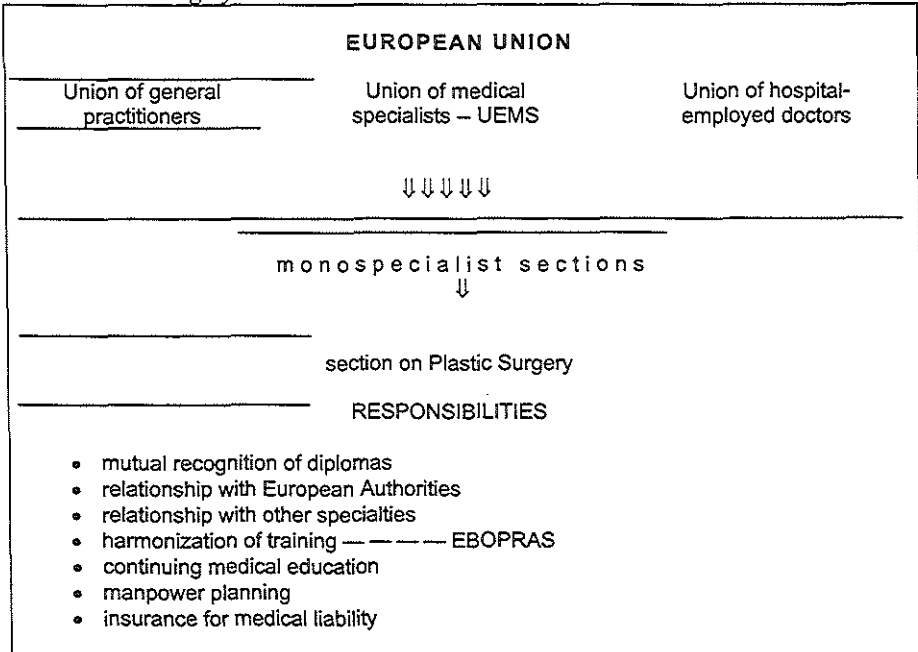 EUROPEAN UNION
Union of general practitioners
Union of medical specialists – UEMS
Union of hospital-employed doctors
⇓⇓⇓⇓⇓
monospecialist sections
⇓
section on Plastic Surgery
RESPONSIBILITIES
• mutual recognition of diplomas
• relationship with European Authorities
• relationship with other specialties
• harmonization of training — — — — EBOPRAS
• continuing medical education
• manpower planning
• insurance for medical liability